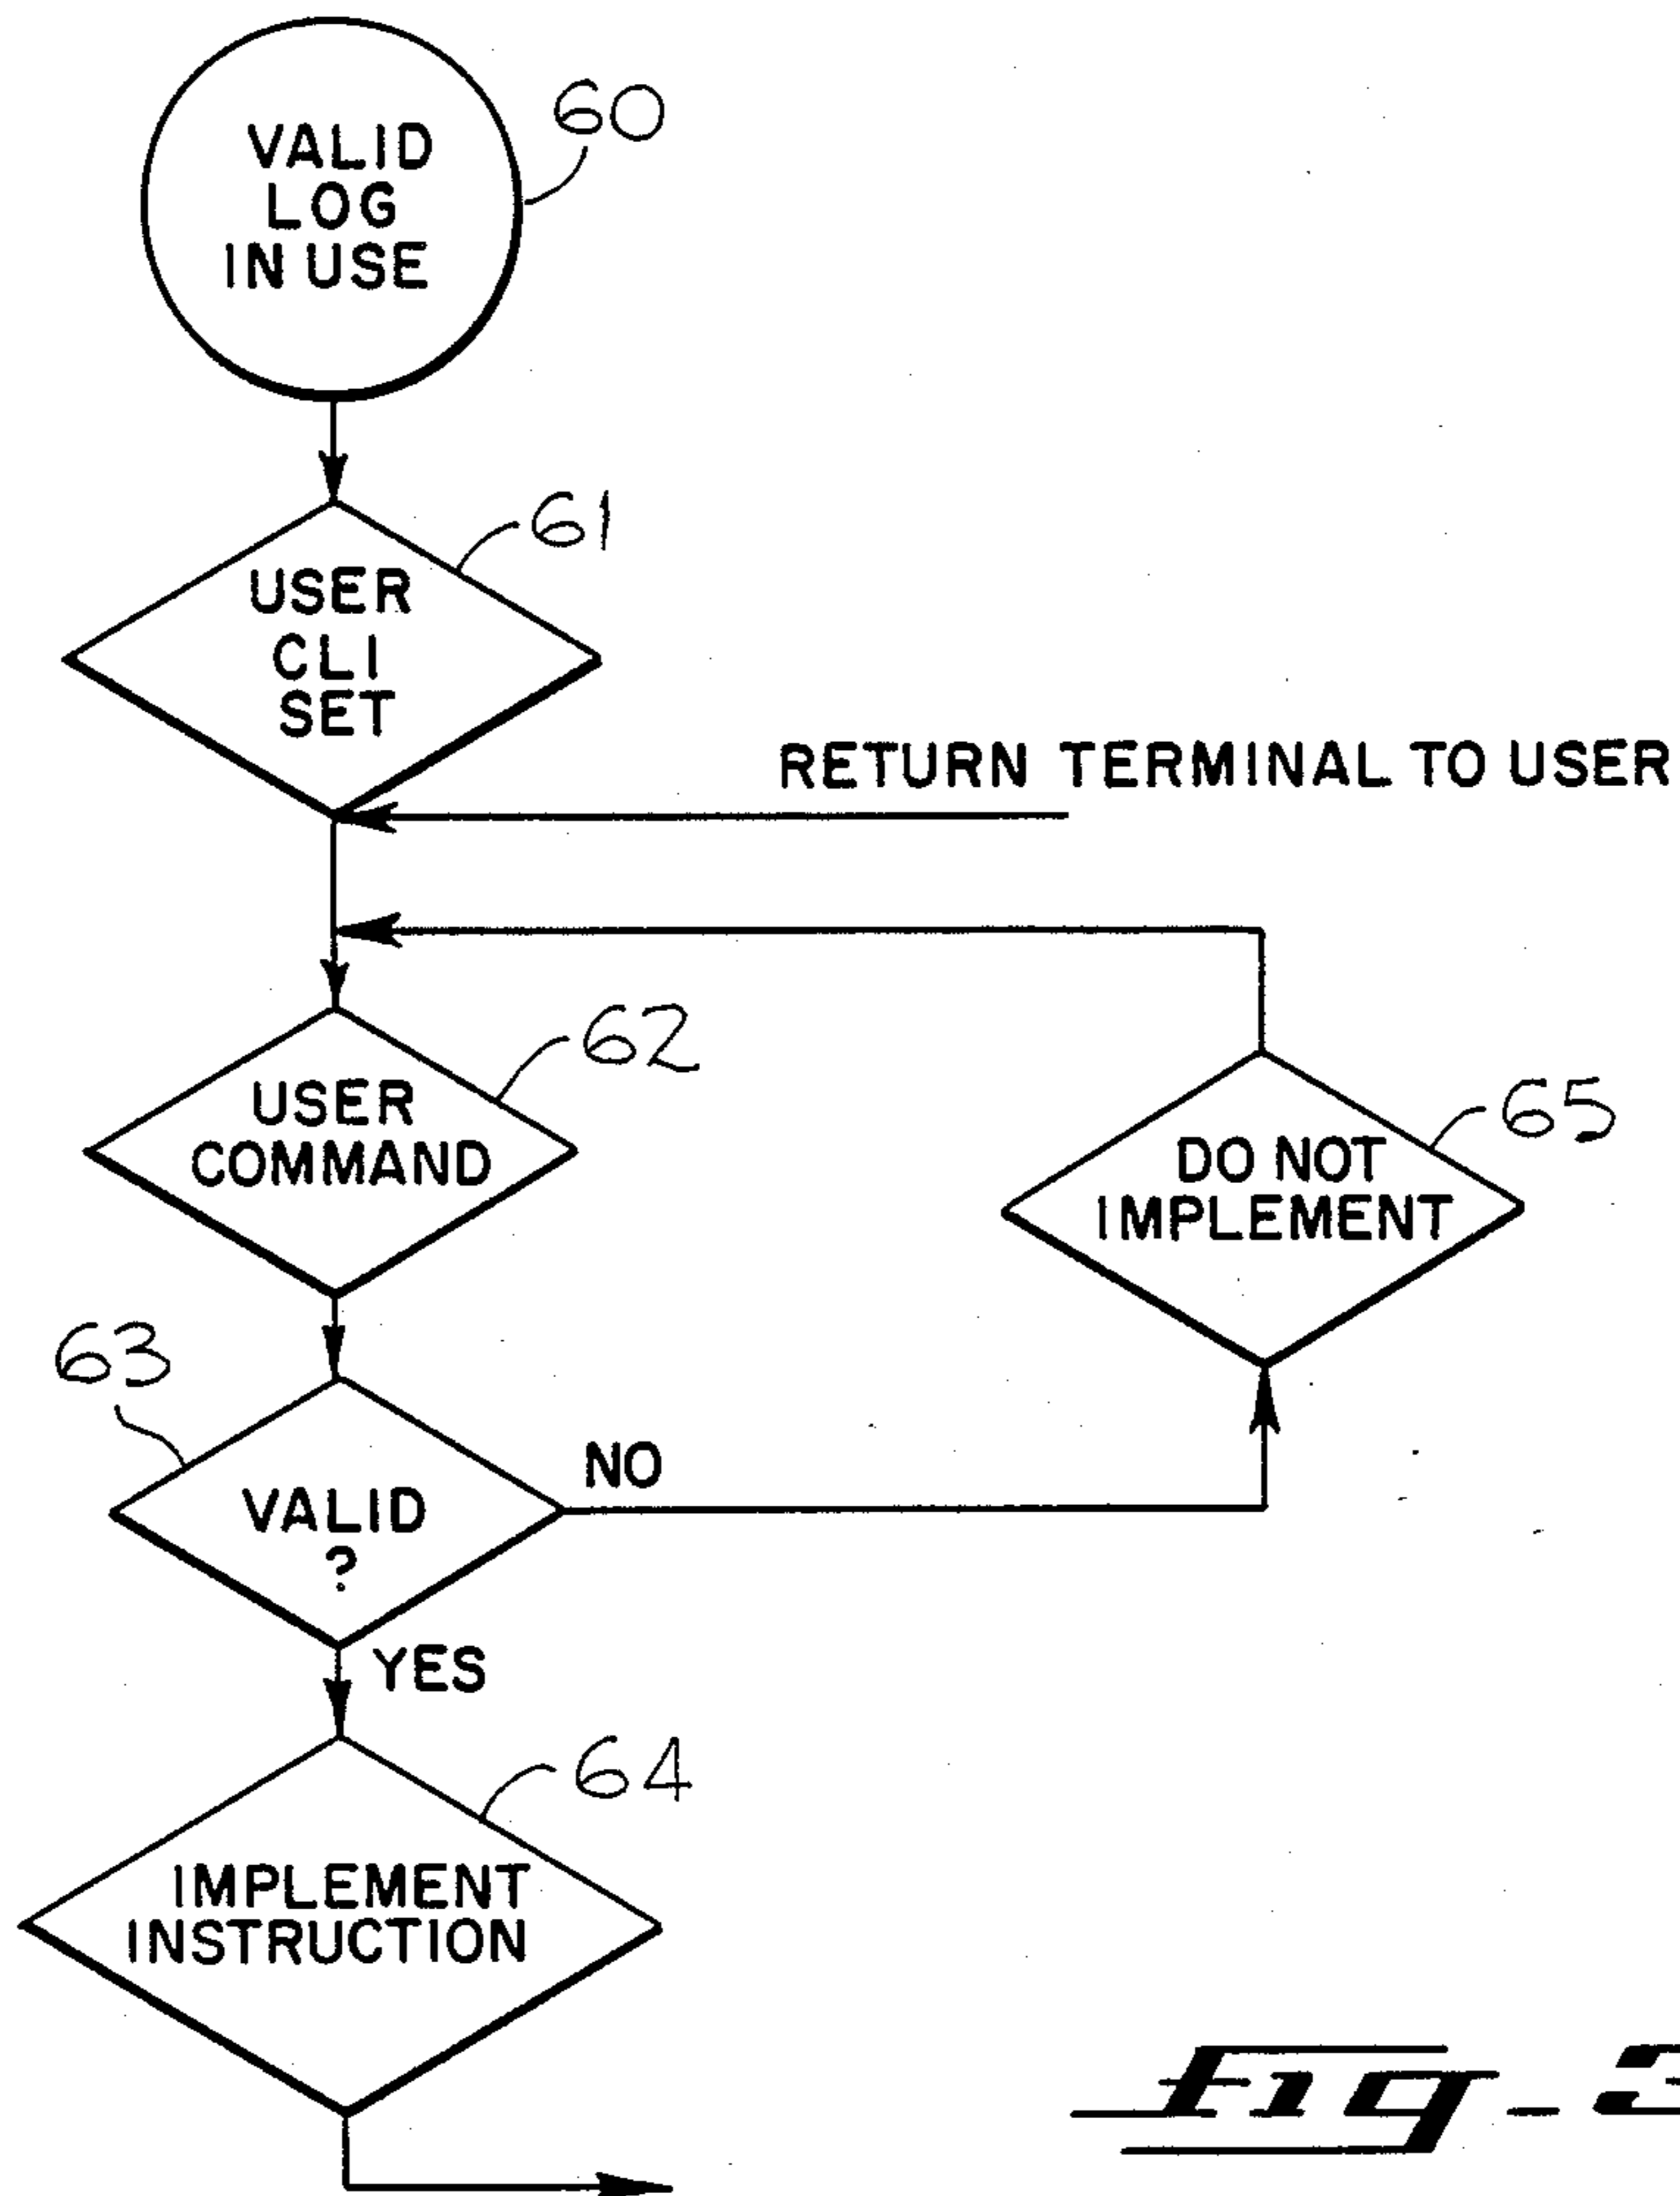 VALID
LOG
IN USE
60
USER
CLI
SET
61
RETURN TERMINAL TO USER
USER
COMMAND
62
DO NOT
IMPLEMENT
65
63
VALID
?
NO
YES
64
IMPLEMENT
INSTRUCTION
Fig-